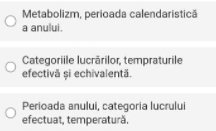 Metabolizm, perioada calendaristică
a anului.
Categoriile lucrărilor, tempraturile
efectivă și echivalentă.
Perioada anului, categoria lucrului
efectuat, temperatură.